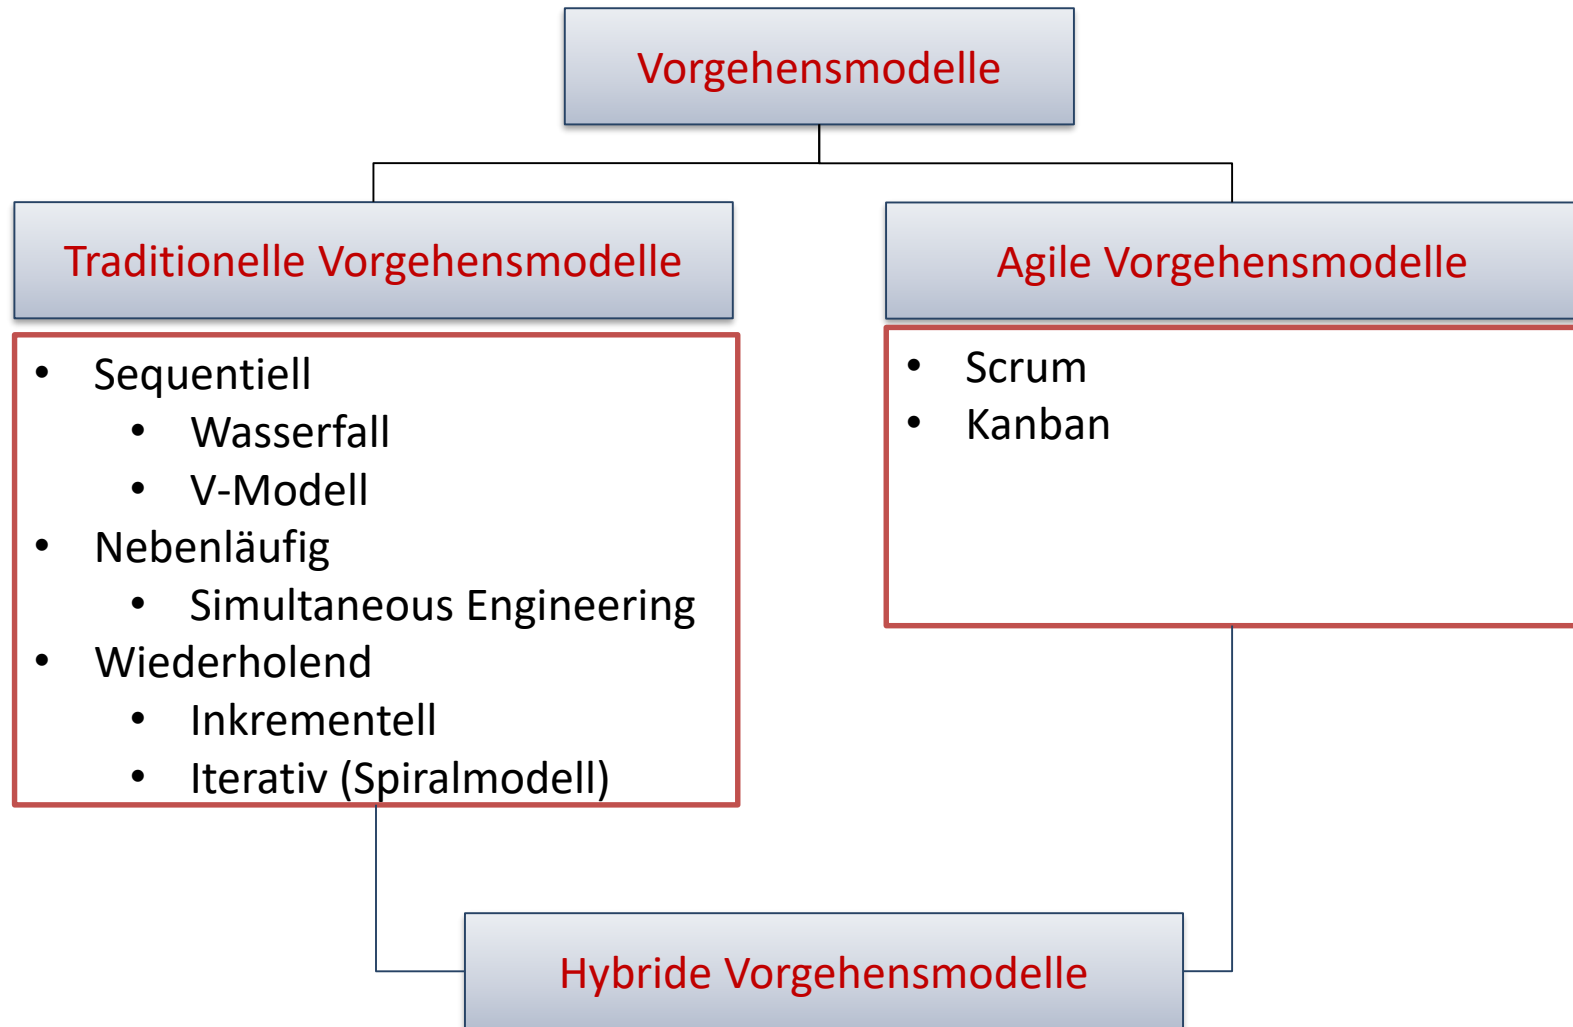 Vorgehensmodelle
Traditionelle Vorgehensmodelle
• Sequentiell
• Wasserfall
• V-Modell
• Nebenläufig
• Simultaneous Engineering
• Wiederholend
• Inkrementell
• Iterativ (Spiralmodell)
Agile Vorgehensmodelle
• Scrum
• Kanban
Hybride Vorgehensmodelle